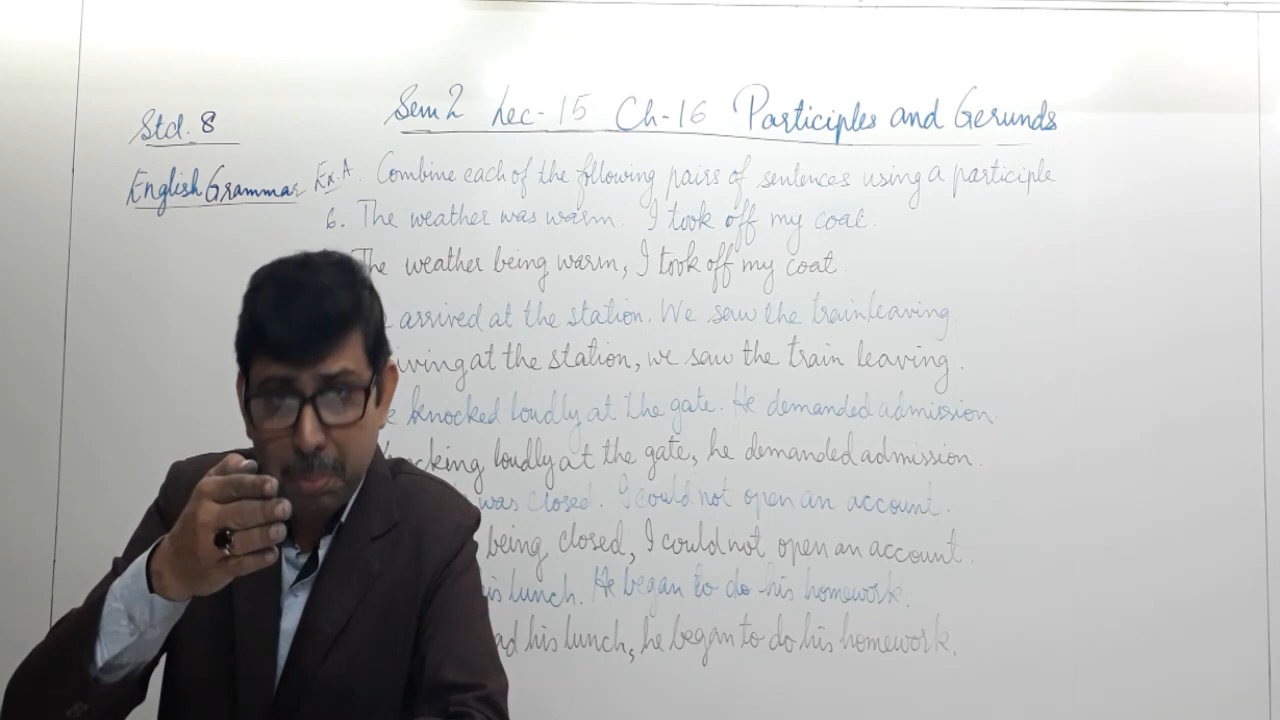 Sem 2 Lec-15 Ch-16 Participles and Gerunds
Std. 8
English Grammar
Ex. A. Combine each of the following pairs of sentences using a participle
6. The weather was warm. I took off my coat.
The weather being warm, I took off my coat.
arrived at the station. We saw the train leaving
at the station, we saw the train leaving.
knocked loudly at the gate. He demanded admission.
loudly at the gate, he demanded admission.
was closed. I could not open an account.
being closed, I could not open an account.
lunch. He began to do his homework.
his lunch, he began to do his homework.